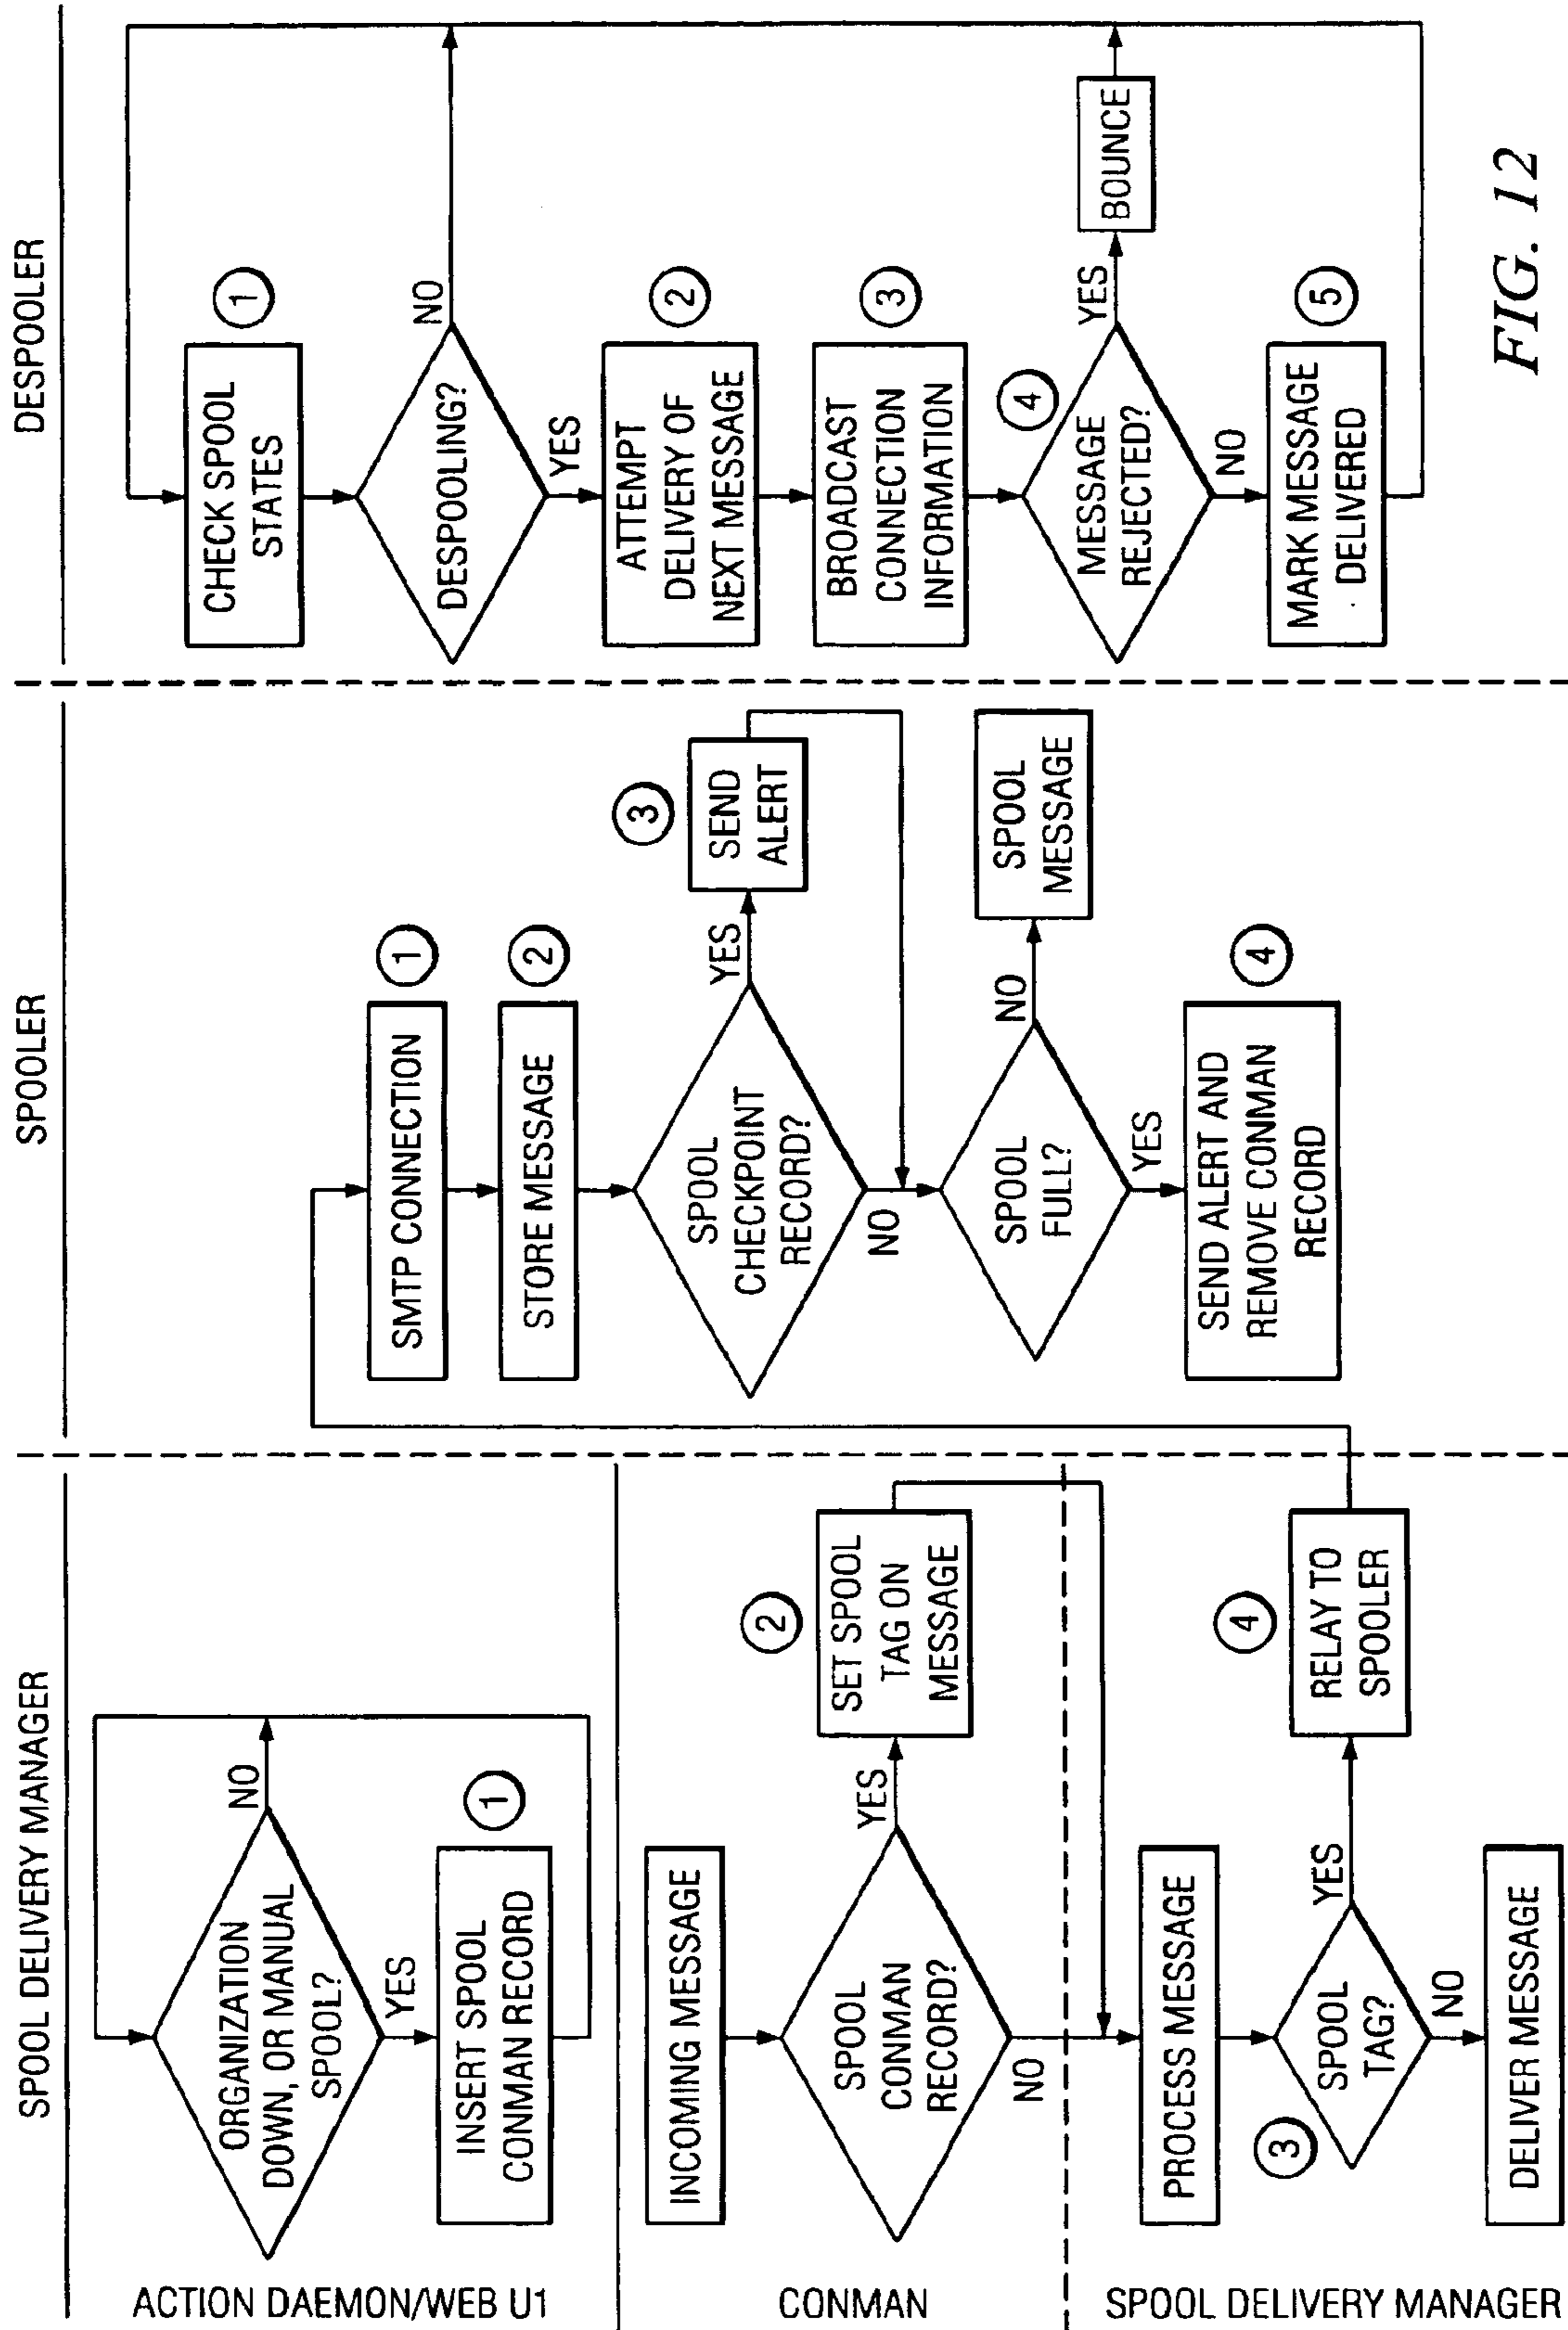 SPOOL DELIVERY MANAGER
ACTION DAEMON/WEB U1
ORGANIZATION
DOWN, OR MANUAL
SPOOL?
NO
YES
INSERT SPOOL
CONMAN RECORD
1
CONMAN
INCOMING MESSAGE
SPOOL
CONMAN
RECORD?
YES
NO
2
SET SPOOL
TAG ON
MESSAGE
SPOOL DELIVERY MANAGER
PROCESS MESSAGE
3
SPOOL
TAG?
YES
NO
4
RELAY TO
SPOOLER
DELIVER MESSAGE
SPOOLER
SMTP CONNECTION
1
STORE MESSAGE
2
SPOOL
CHECKPOINT
RECORD?
YES
NO
3
SEND
ALERT
SPOOL
FULL?
NO
YES
SPOOL
MESSAGE
SEND ALERT AND
REMOVE CONMAN
RECORD
4
DESPOOLER
CHECK SPOOL
STATES
1
DESPOOLING?
NO
YES
ATTEMPT
DELIVERY OF
NEXT MESSAGE
2
BROADCAST
CONNECTION
INFORMATION
3
MESSAGE
REJECTED?
4
YES
NO
BOUNCE
MARK MESSAGE
DELIVERED
5
FIG. 12